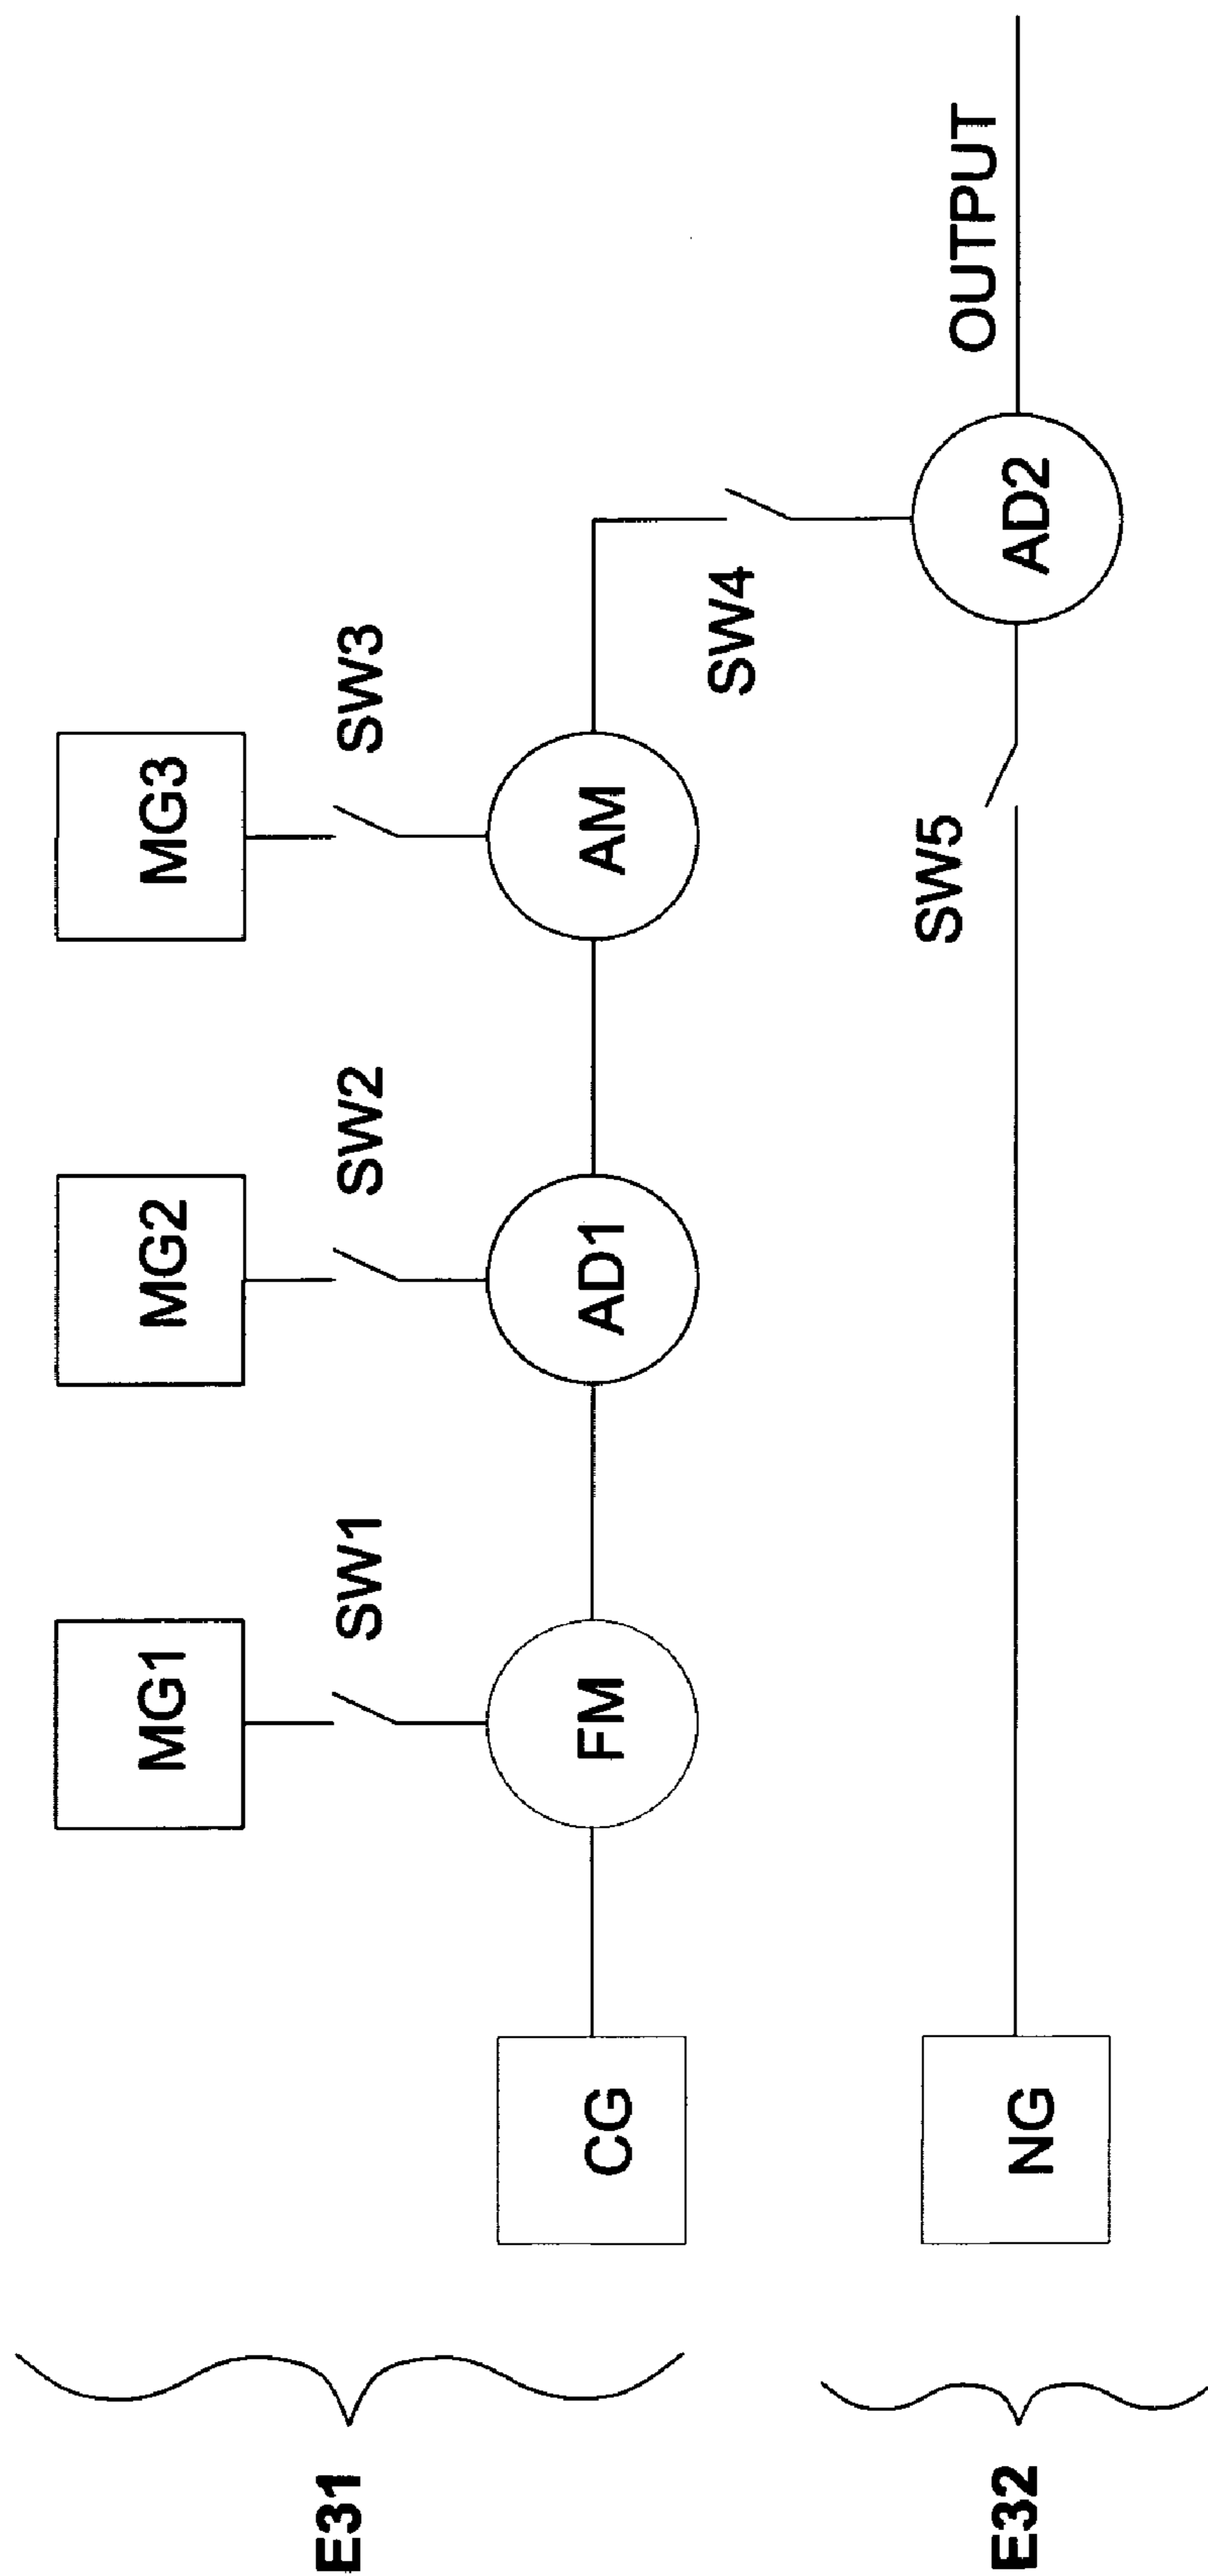 MG1
MG2
MG3
SW1
SW2
SW3
E31
CG
FM
AD1
AM
SW4
OUTPUT
SW5
E32
NG
AD2